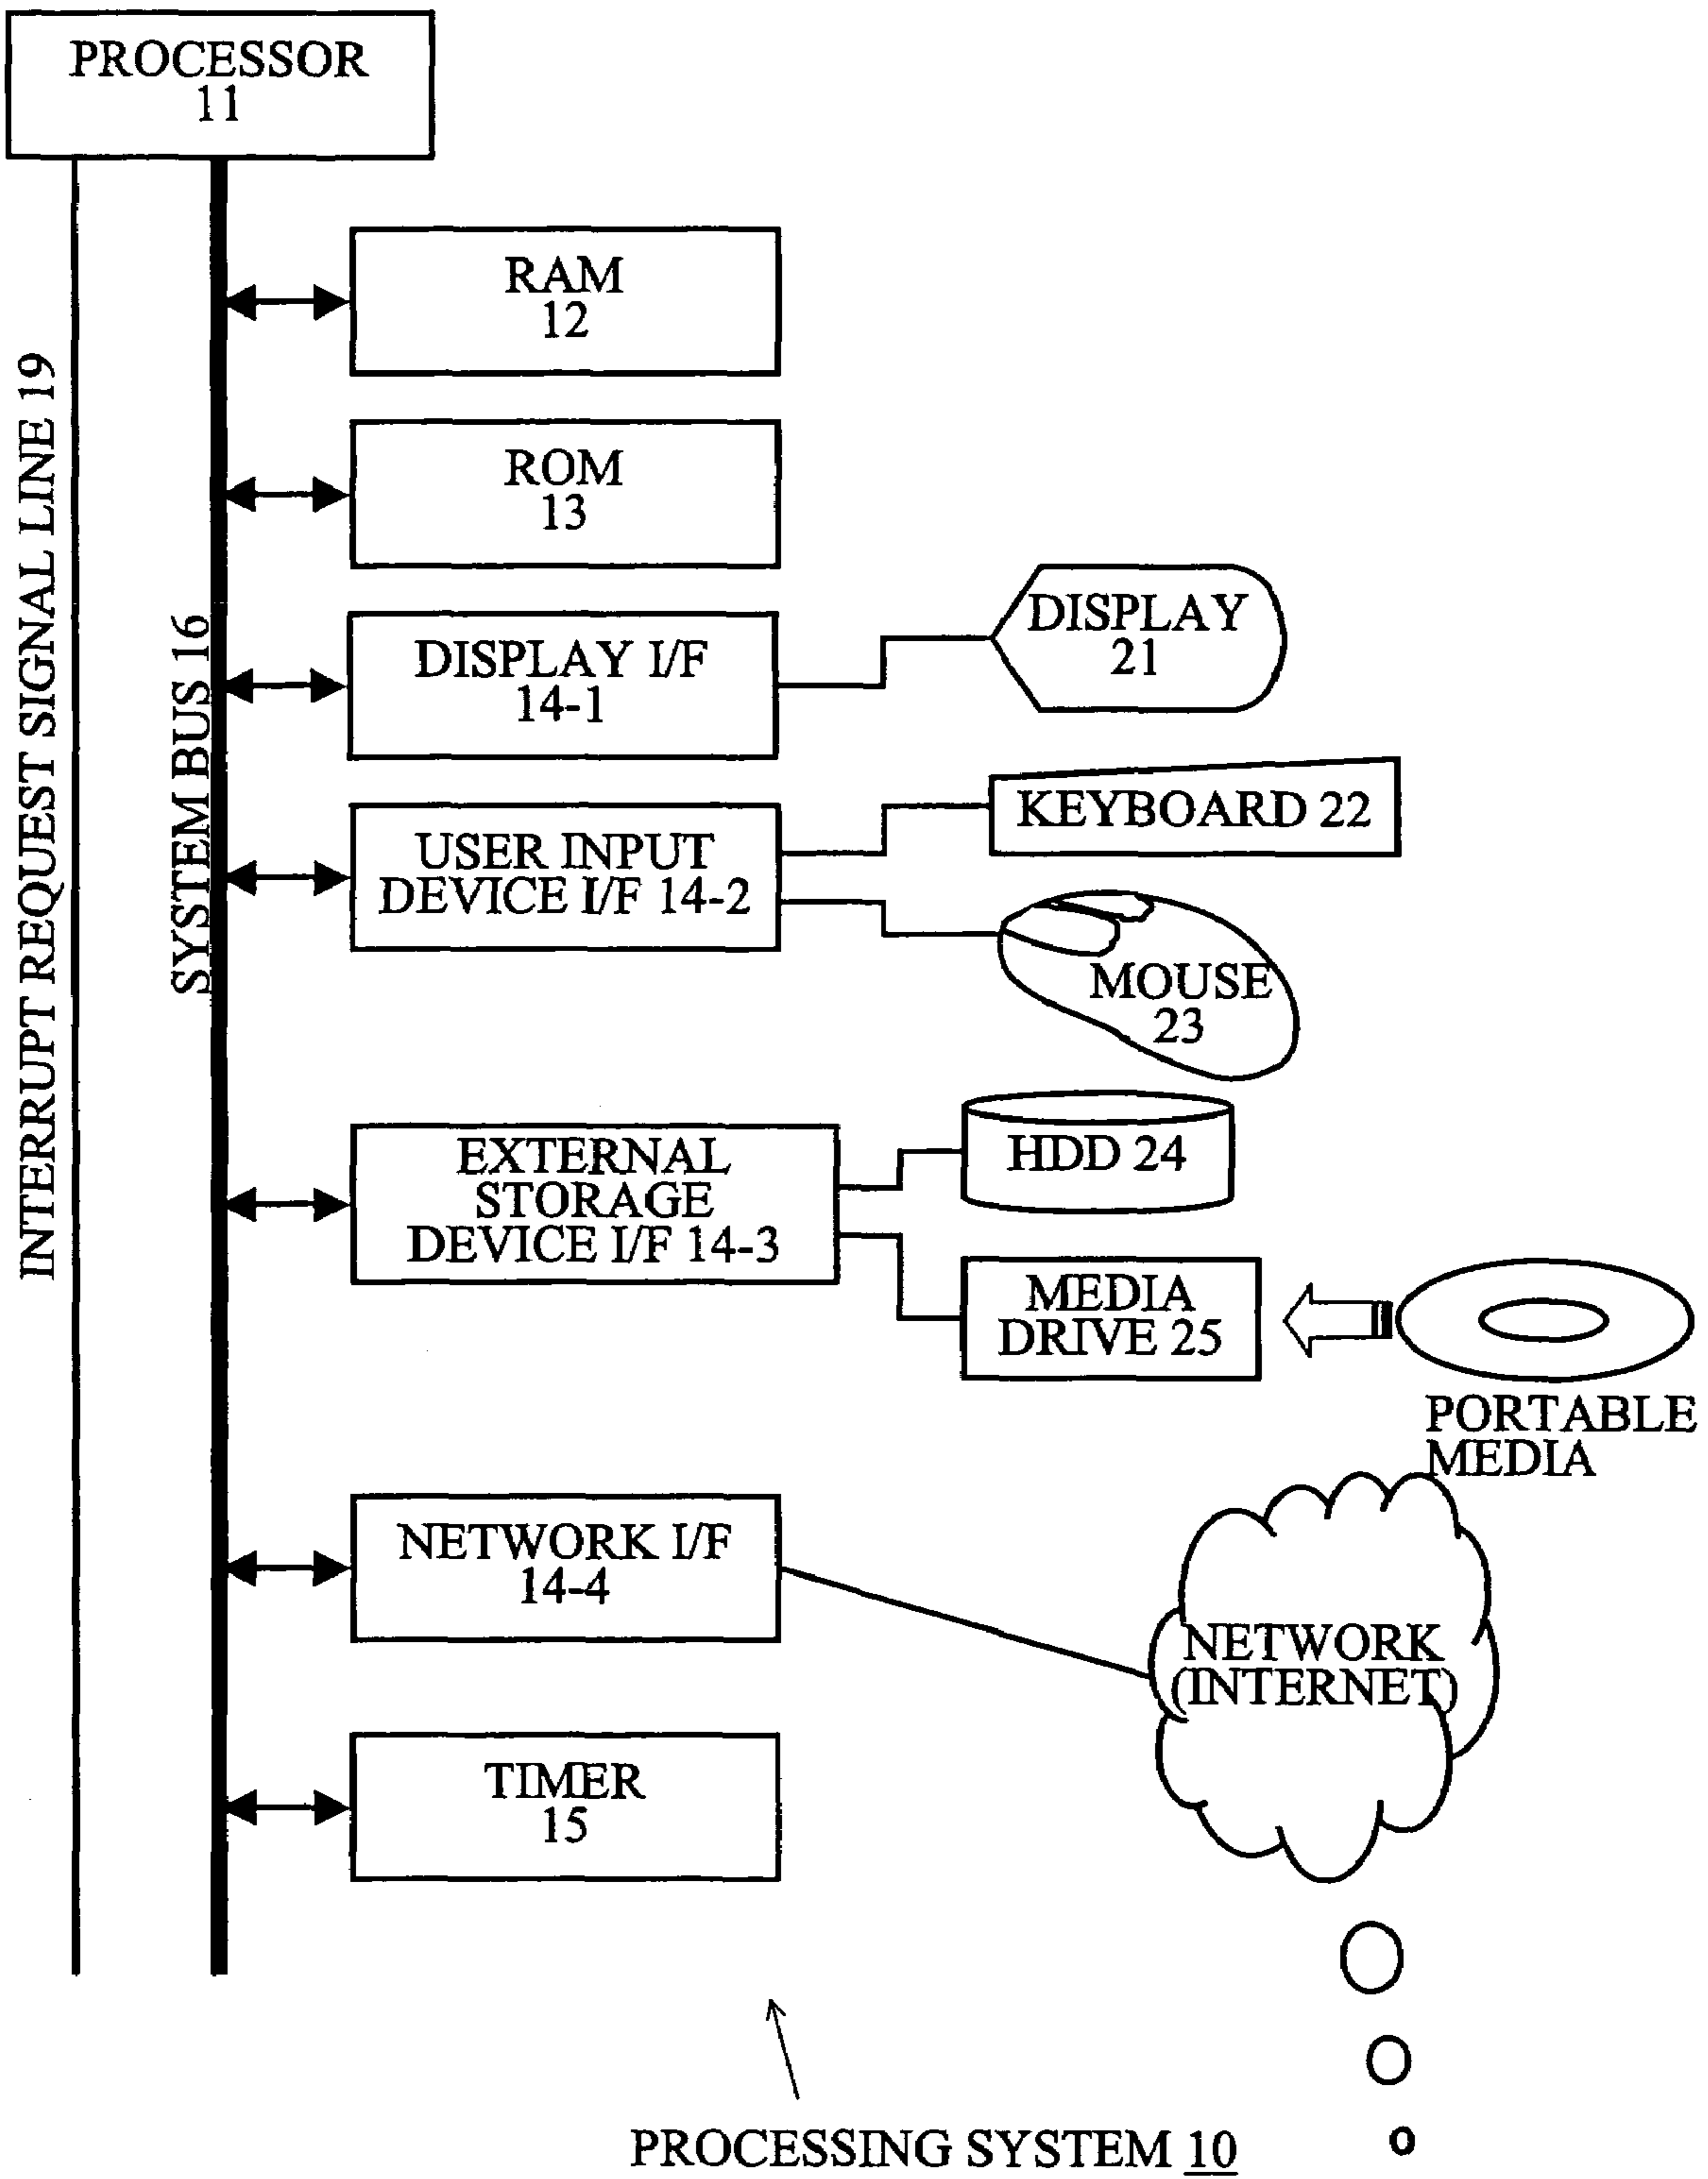 PROCESSOR
11
INTERRUPT REQUEST SIGNAL LINE 19
SYSTEM BUS 16
RAM
12
ROM
13
DISPLAY I/F
14-1
DISPLAY
21
USER INPUT
DEVICE I/F 14-2
KEYBOARD 22
MOUSE
23
EXTERNAL
STORAGE
DEVICE I/F 14-3
HDD 24
MEDIA
DRIVE 25
PORTABLE
MEDIA
NETWORK I/F
14-4
NETWORK
(INTERNET)
TIMER
15
PROCESSING SYSTEM 10